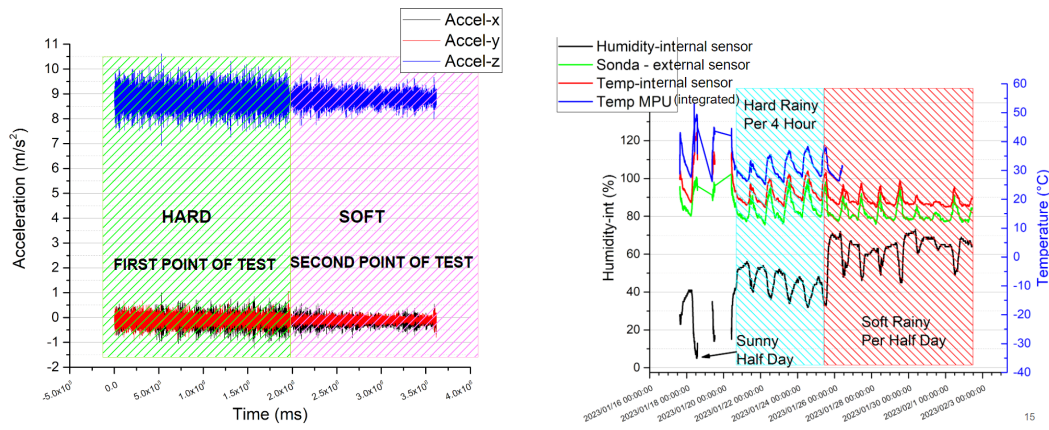 Accel-x
Accel-y
Accel-z
11
10
9
8
7
6
5
4
3
2
1
0
-1
-2
Acceleration (m/s²)
HARD
SOFT
FIRST POINT OF TEST
SECOND POINT OF TEST
-5.0x10⁵
0.0
5.0x10⁵
1.0x10⁶
1.5x10⁶
2.0x10⁶
2.5x10⁶
3.0x10⁶
3.5x10⁶
4.0x10⁶
Time (ms)
Humidity-internal sensor
Sonda - external sensor
Temp-internal sensor
Temp MPU (integrated)
Hard Rainy
Per 4 Hour
120
100
80
60
40
20
0
Humidity-int (%)
60
50
40
30
20
10
0
-10
-20
-30
-40
Temperature (°C)
Sunny
Half Day
Soft Rainy
Per Half Day
2023/01/16 00:00:00
2023/01/18 00:00:00
2023/01/20 00:00:00
2023/01/22 00:00:00
2023/01/24 00:00:00
2023/01/26 00:00:00
2023/01/28 00:00:00
2023/01/30 00:00:00
2023/02/1 00:00:00
2023/02/3 00:00:00
15